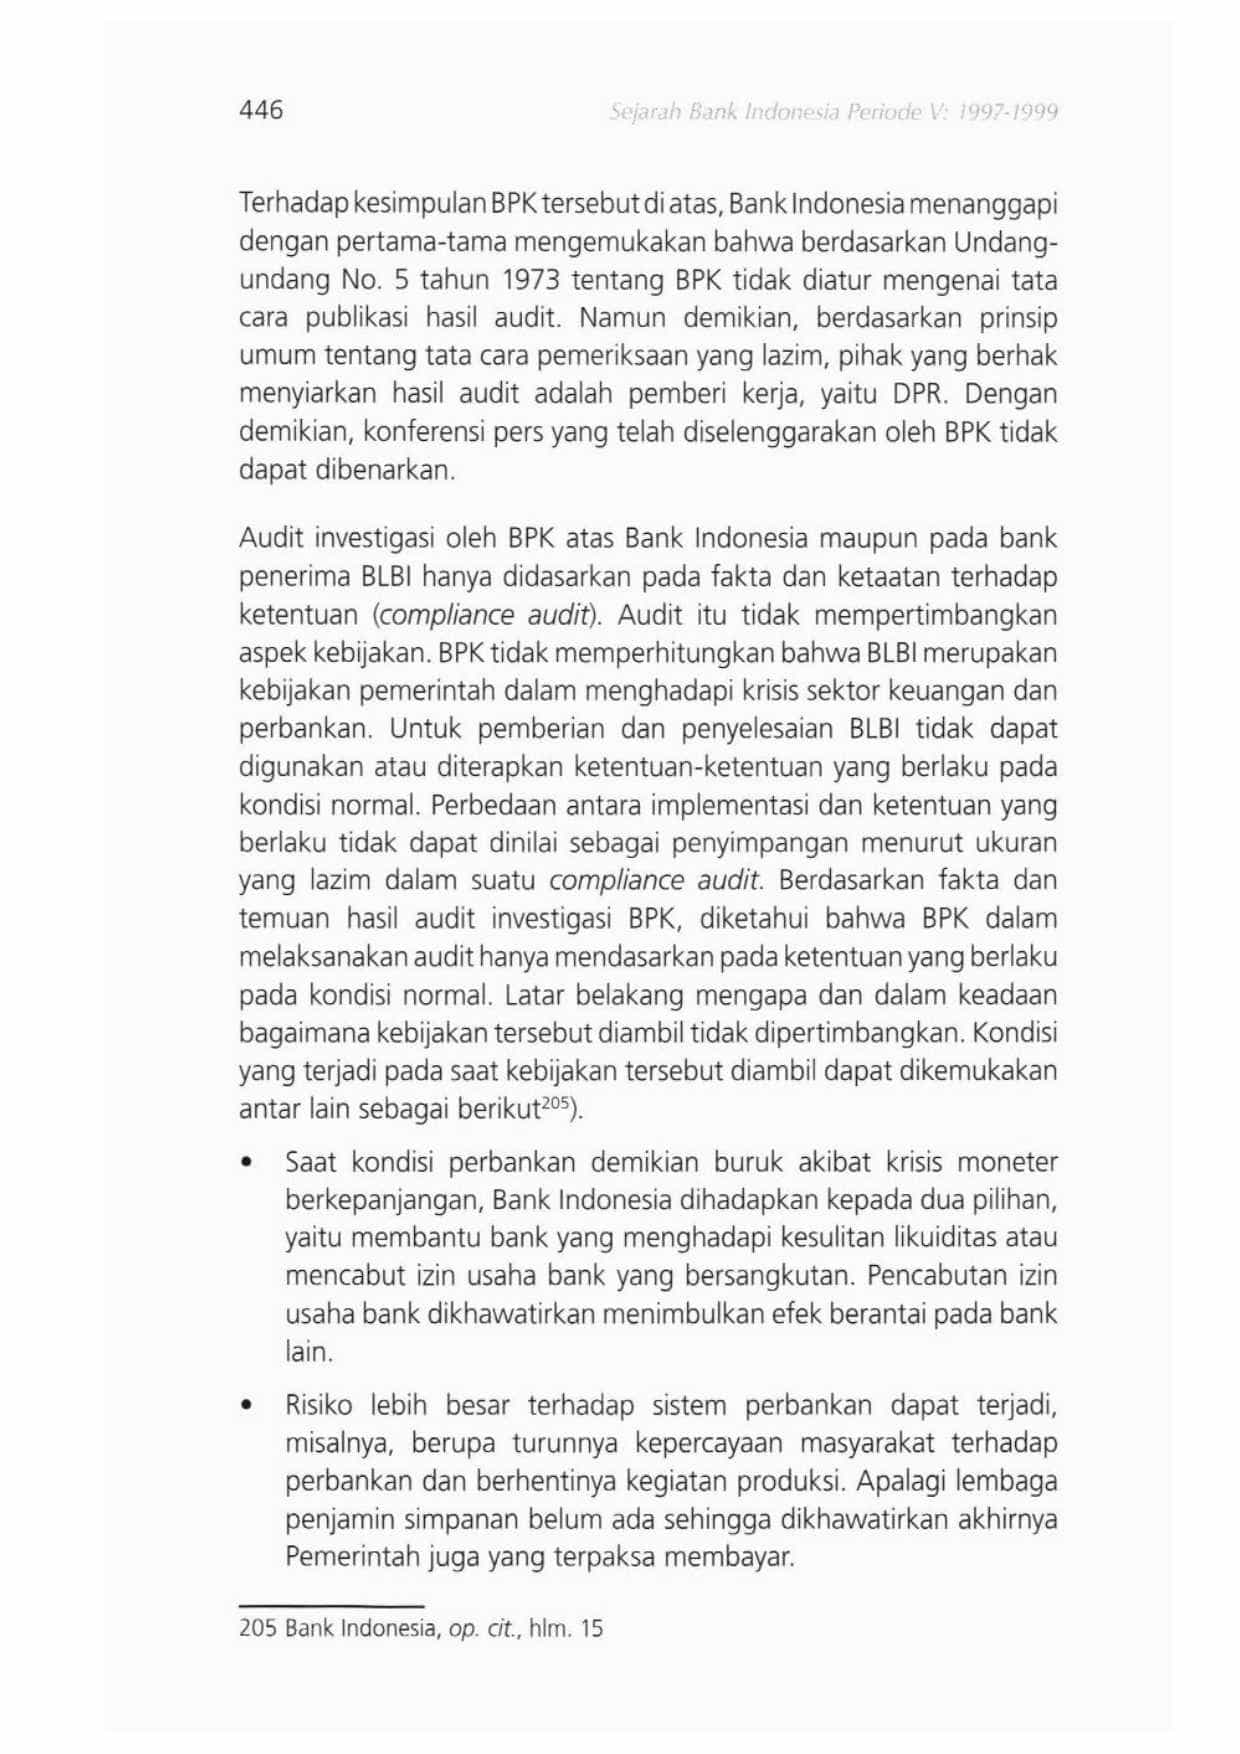 446
Sejarah Bank Indonesia Periode V: 1997-1999
Terhadap kesimpulan BPK tersebut di atas, Bank Indonesia menanggapi
dengan pertama-tama mengemukakan bahwa berdasarkan Undang-
undang No. 5 tahun 1973 tentang BPK tidak diatur mengenai tata
cara publikasi hasil audit. Namun demikian, berdasarkan prinsip
umum tentang tata cara pemeriksaan yang lazim, pihak yang berhak
menyiarkan hasil audit adalah pemberi kerja, yaitu DPR. Dengan
demikian, konferensi pers yang telah diselenggarakan oleh BPK tidak
dapat dibenarkan.
Audit investigasi oleh BPK atas Bank Indonesia maupun pada bank
penerima BLBI hanya didasarkan pada fakta dan ketaatan terhadap
ketentuan (compliance audit). Audit itu tidak mempertimbangkan
aspek kebijakan. BPK tidak memperhitungkan bahwa BLBI merupakan
kebijakan pemerintah dalam menghadapi krisis sektor keuangan dan
perbankan. Untuk pemberian dan penyelesaian BLBI tidak dapat
digunakan atau diterapkan ketentuan-ketentuan yang berlaku pada
kondisi normal. Perbedaan antara implementasi dan ketentuan yang
berlaku tidak dapat dinilai sebagai penyimpangan menurut ukuran
yang lazim dalam suatu compliance audit. Berdasarkan fakta dan
temuan hasil audit investigasi BPK, diketahui bahwa BPK dalam
melaksanakan audit hanya mendasarkan pada ketentuan yang berlaku
pada kondisi normal. Latar belakang mengapa dan dalam keadaan
bagaimana kebijakan tersebut diambil tidak dipertimbangkan. Kondisi
yang terjadi pada saat kebijakan tersebut diambil dapat dikemukakan
antar lain sebagai berikut205).
• Saat kondisi perbankan demikian buruk akibat krisis moneter
berkepanjangan, Bank Indonesia dihadapkan kepada dua pilihan,
yaitu membantu bank yang menghadapi kesulitan likuiditas atau
mencabut izin usaha bank yang bersangkutan. Pencabutan izin
usaha bank dikhawatirkan menimbulkan efek berantai pada bank
lain.
• Risiko lebih besar terhadap sistem perbankan dapat terjadi,
misalnya, berupa turunnya kepercayaan masyarakat terhadap
perbankan dan berhentinya kegiatan produksi. Apalagi lembaga
penjamin simpanan belum ada sehingga dikhawatirkan akhirnya
Pemerintah juga yang terpaksa membayar.
205 Bank Indonesia, op. cit., hlm. 15